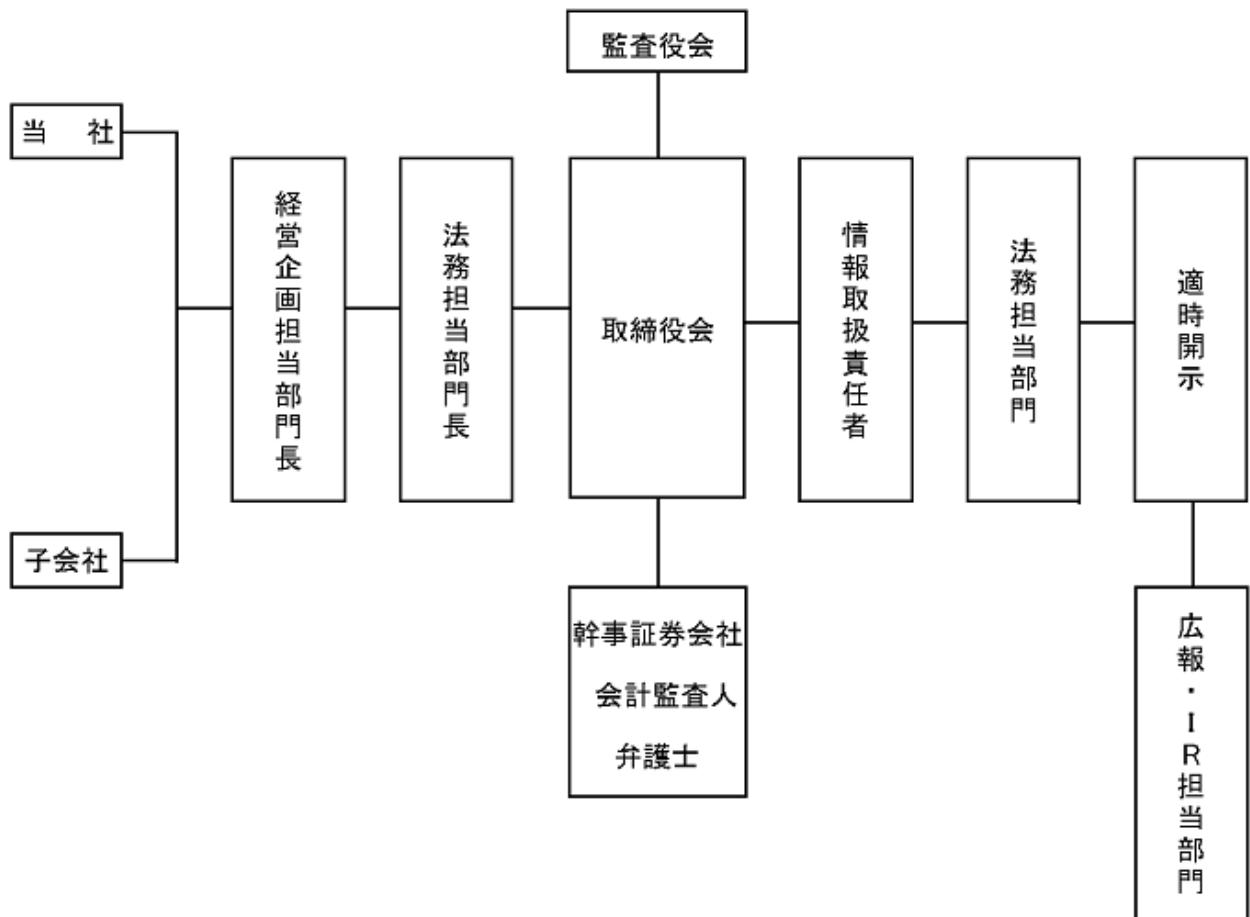 監査役会
当　社
経営企画担当部門長
法務担当部門長
取締役会
情報取扱責任者
法務担当部門
適時開示
子会社
幹事証券会社
会計監査人
弁護士
広報・ＩＲ担当部門